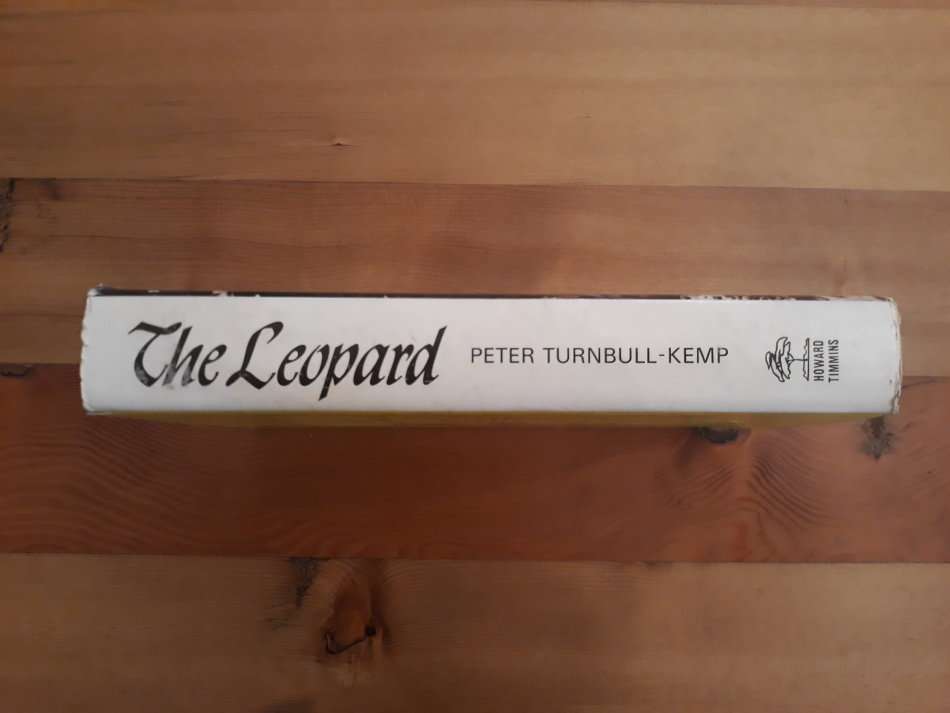 The Leopard
PETER TURNBULL-KEMP
HOWARD
TIMMINS